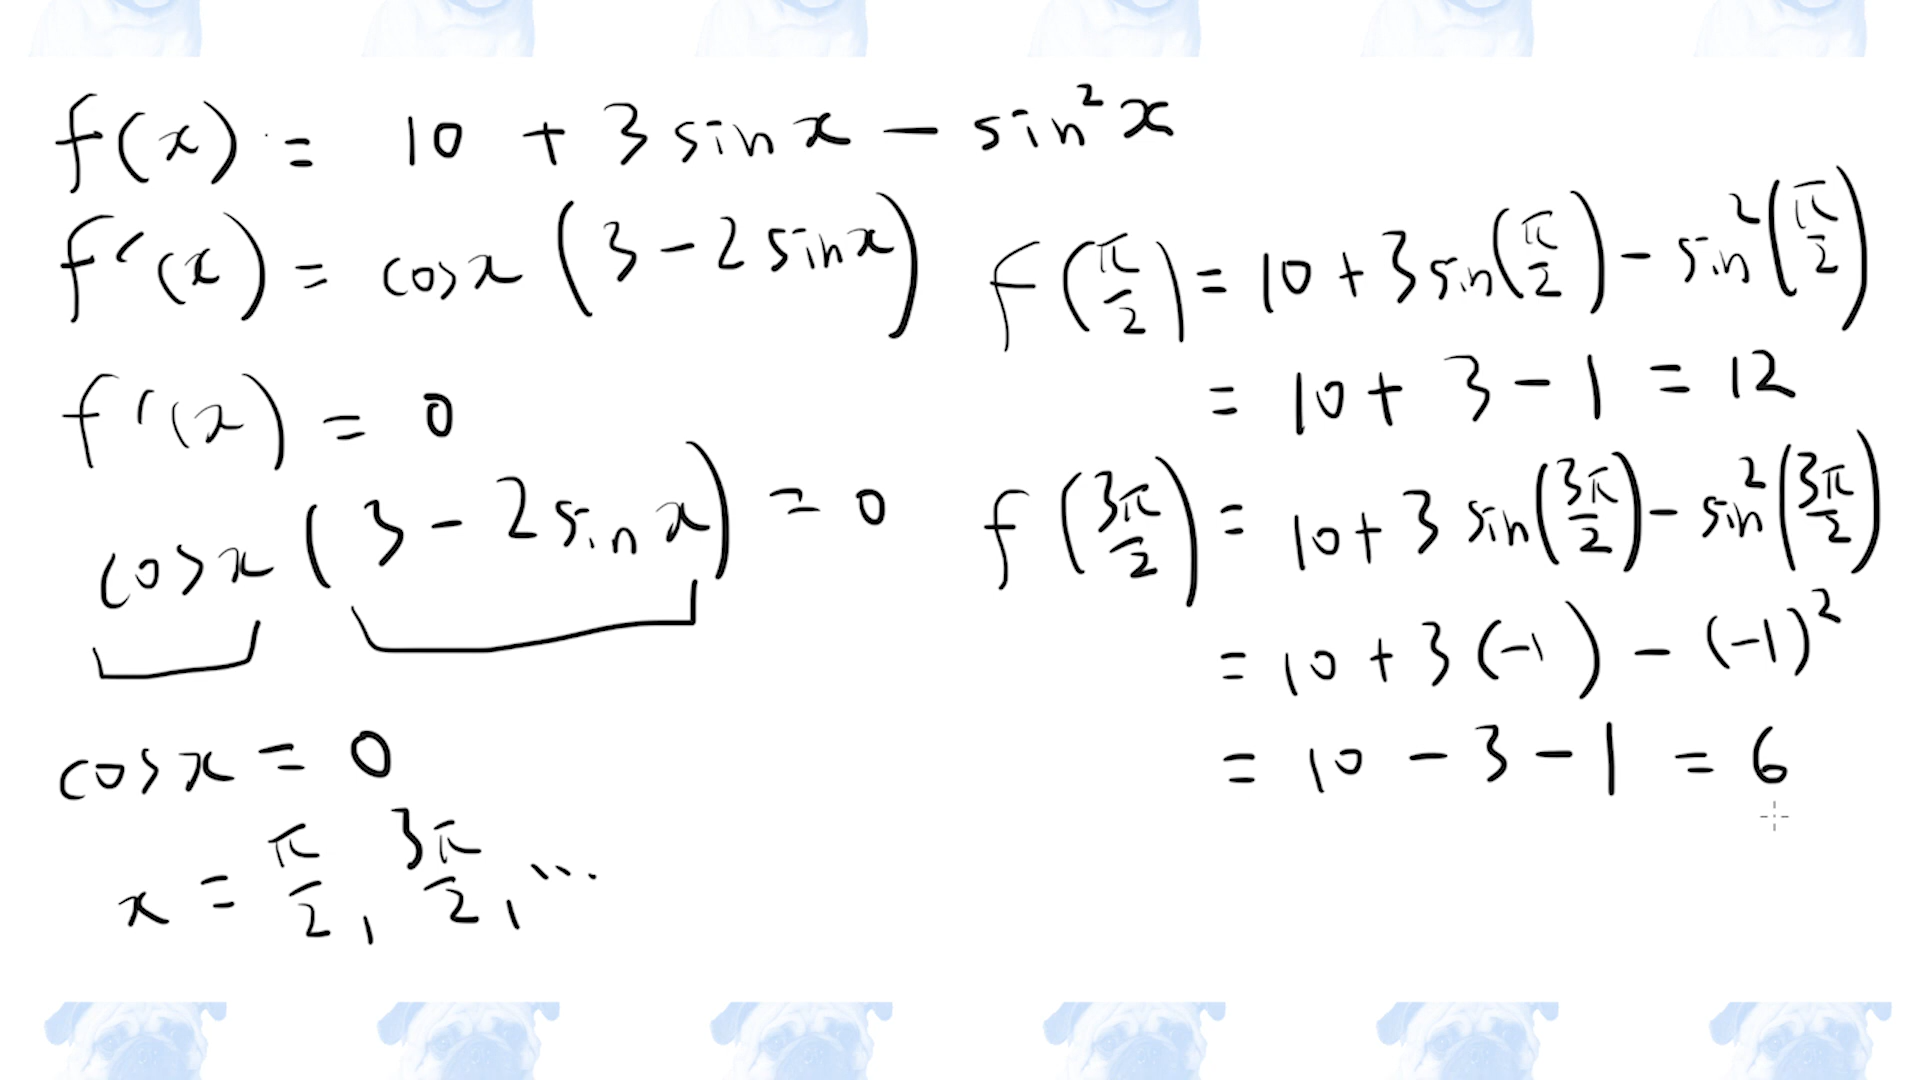 f(x) = 10 + 3 sin x − sin² x
f'(x) = cos x (3 − 2 sin x)
f'(x) = 0
cos x (3 − 2 sin x) = 0
cos x = 0
x = π/2, 3π/2, ...
f(π/2) = 10 + 3 sin(π/2) − sin²(π/2)
= 10 + 3 − 1 = 12
f(3π/2) = 10 + 3 sin(3π/2) − sin²(3π/2)
= 10 + 3(−1) − (−1)²
= 10 − 3 − 1 = 6